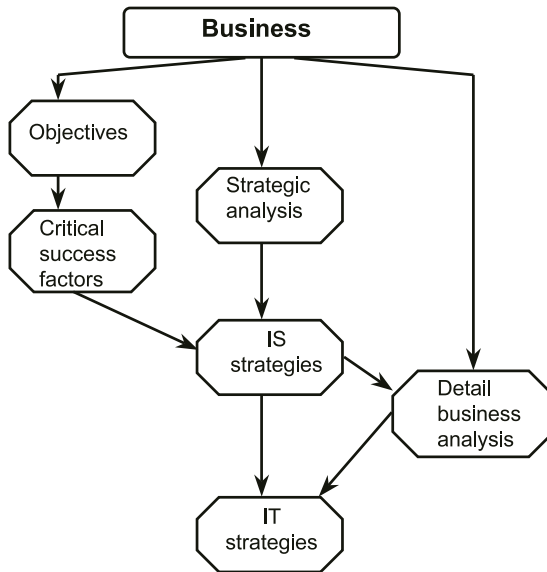 Business
Objectives
Strategic
analysis
Critical
success
factors
IS
strategies
Detail
business
analysis
IT
strategies